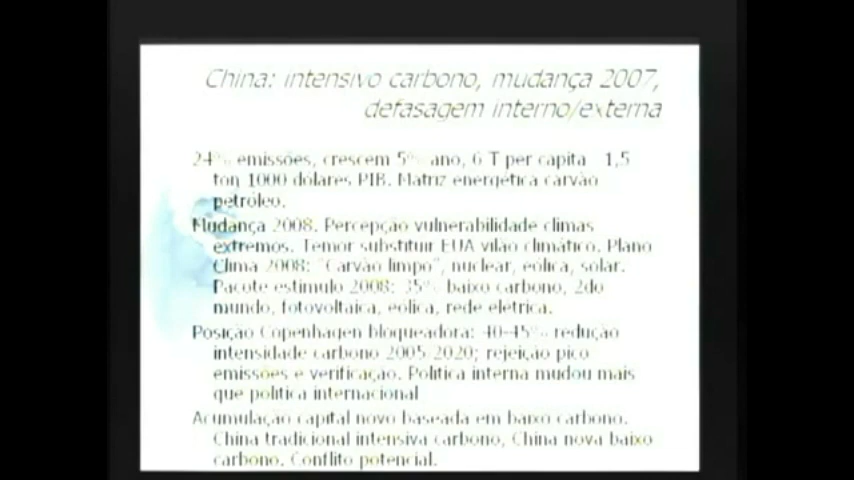 China: intensivo carbono, mudança 2007,
defasagem interno/externa
24% emissões, crescem 5% ano, 6 T per capita 1,5
ton 1000 dolares PIB. Matriz energética carvão
petróleo.
Mudança 2008. Percepção vulnerabilidade climas
extremos. Temor substituir EUA vilão climático. Plano
Clima 2008: "Carvão limpo", nuclear, eólica, solar.
Pacote estimulo 2008: 35% baixo carbono, 2do
mundo, fotovoltaica, eolica, rede eletrica.
Posição Copenhagen bloqueadora: 40-45% redução
intensidade carbono 2005-2020; rejeição pico
emissões e verificação. Politica interna mudou mais
que politica internacional
Acumulação capital novo baseada em baixo carbono.
China tradicional intensiva carbono, China nova baixo
carbono. Conflito potencial.